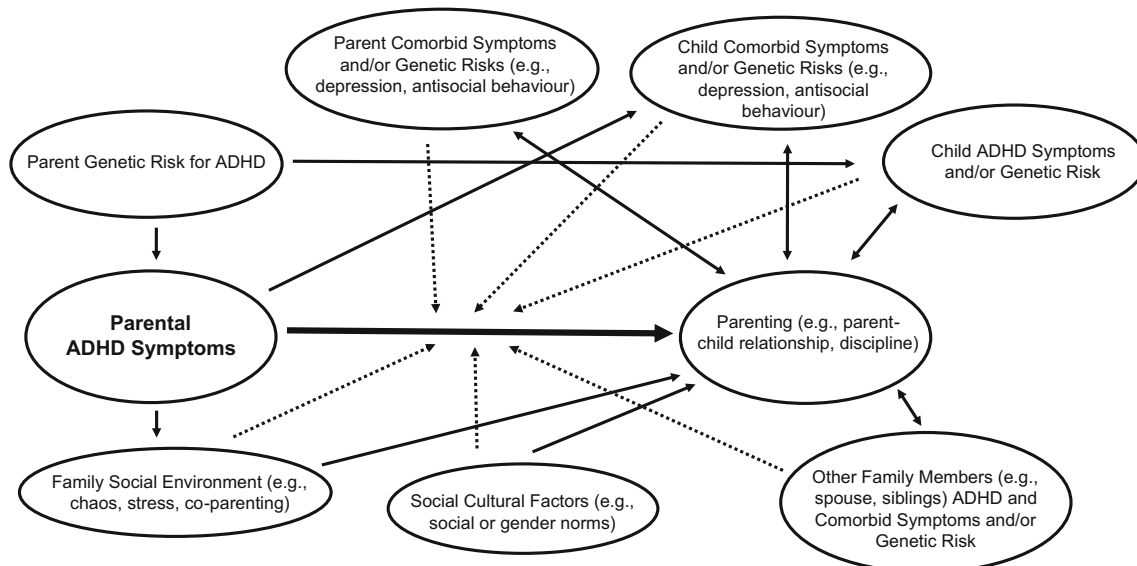 Parent Comorbid Symptoms
and/or Genetic Risks (e.g.,
depression, antisocial behaviour)
Child Comorbid Symptoms
and/or Genetic Risks (e.g.,
depression, antisocial
behaviour)
Parent Genetic Risk for ADHD
Child ADHD Symptoms
and/or Genetic Risk
Parental
ADHD Symptoms
Parenting (e.g., parent-
child relationship, discipline)
Family Social Environment (e.g.,
chaos, stress, co-parenting)
Social Cultural Factors (e.g.,
social or gender norms)
Other Family Members (e.g.,
spouse, siblings) ADHD and
Comorbid Symptoms and/or
Genetic Risk